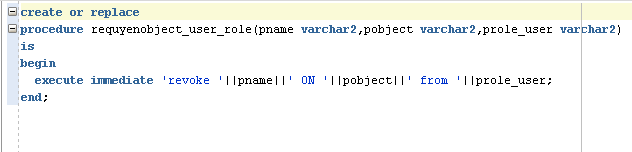 create or replace
procedure requyenobject_user_role(pname varchar2,pobject varchar2,prole_user varchar2)
is
begin
  execute immediate 'revoke '||pname||' ON '||pobject||' from '||prole_user;
end;